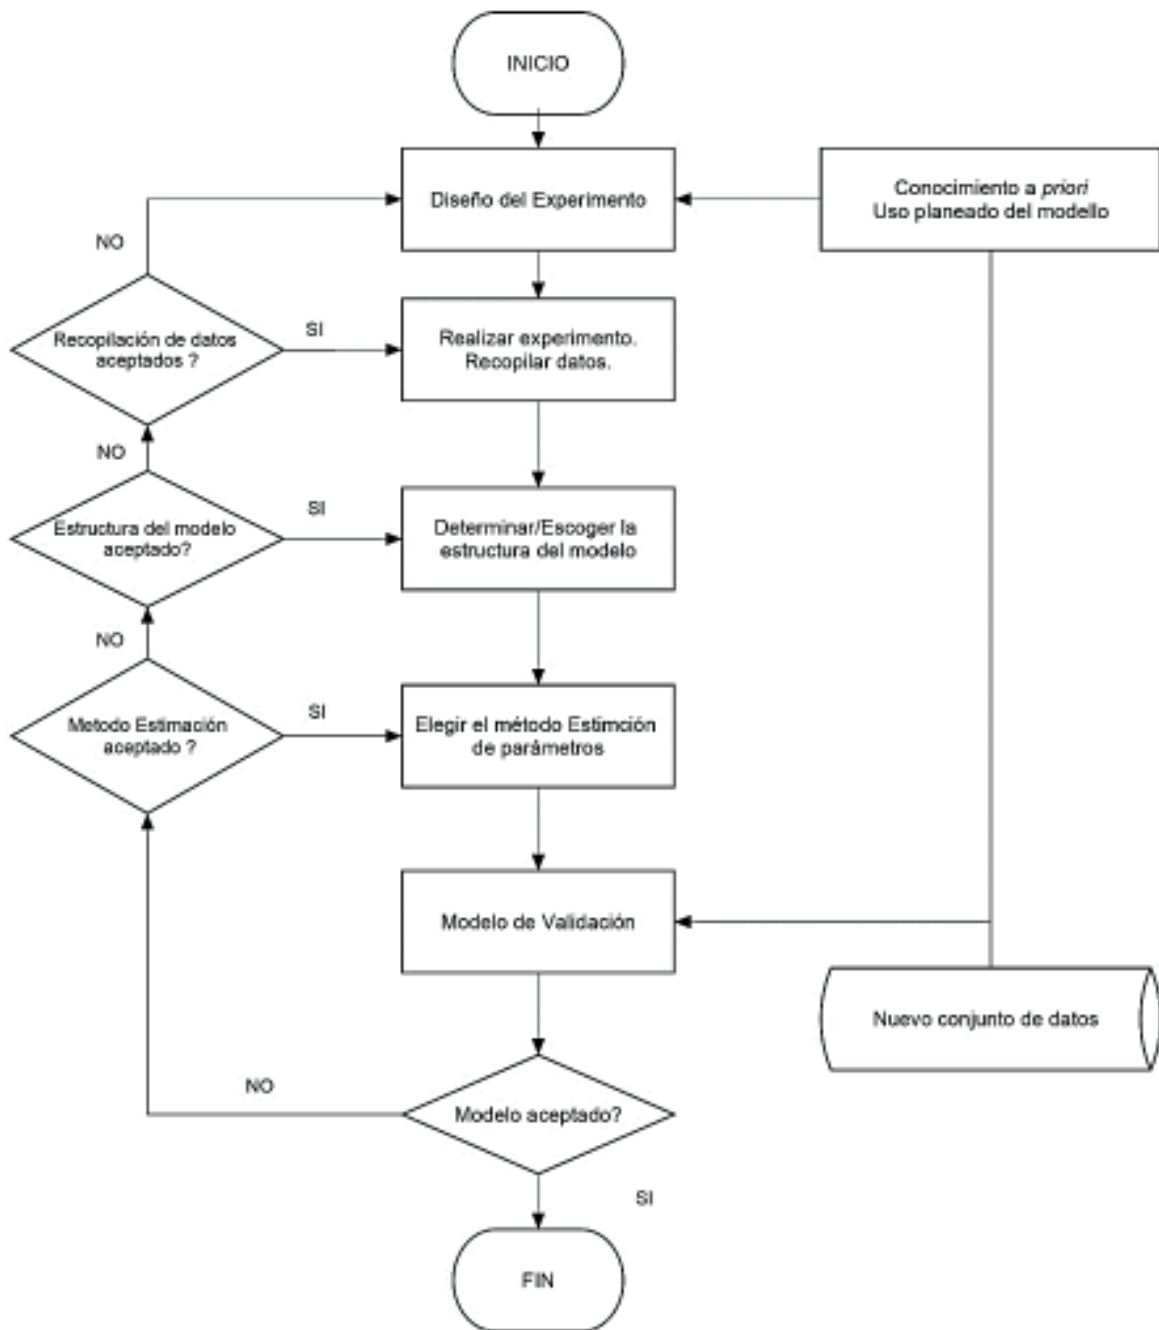 INICIO
Diseño del Experimento
Conocimiento a priori
Uso planeado del modello
NO
Recopilación de datos
aceptados ?
SI
Realizar experimento.
Recopilar datos.
NO
Estructura del modelo
aceptado?
SI
Determinar/Escoger la
estructura del modelo
NO
Metodo Estimación
aceptado ?
SI
Elegir el método Estimción
de parámetros
Modelo de Validación
Nuevo conjunto de datos
NO
Modelo aceptado?
SI
FIN